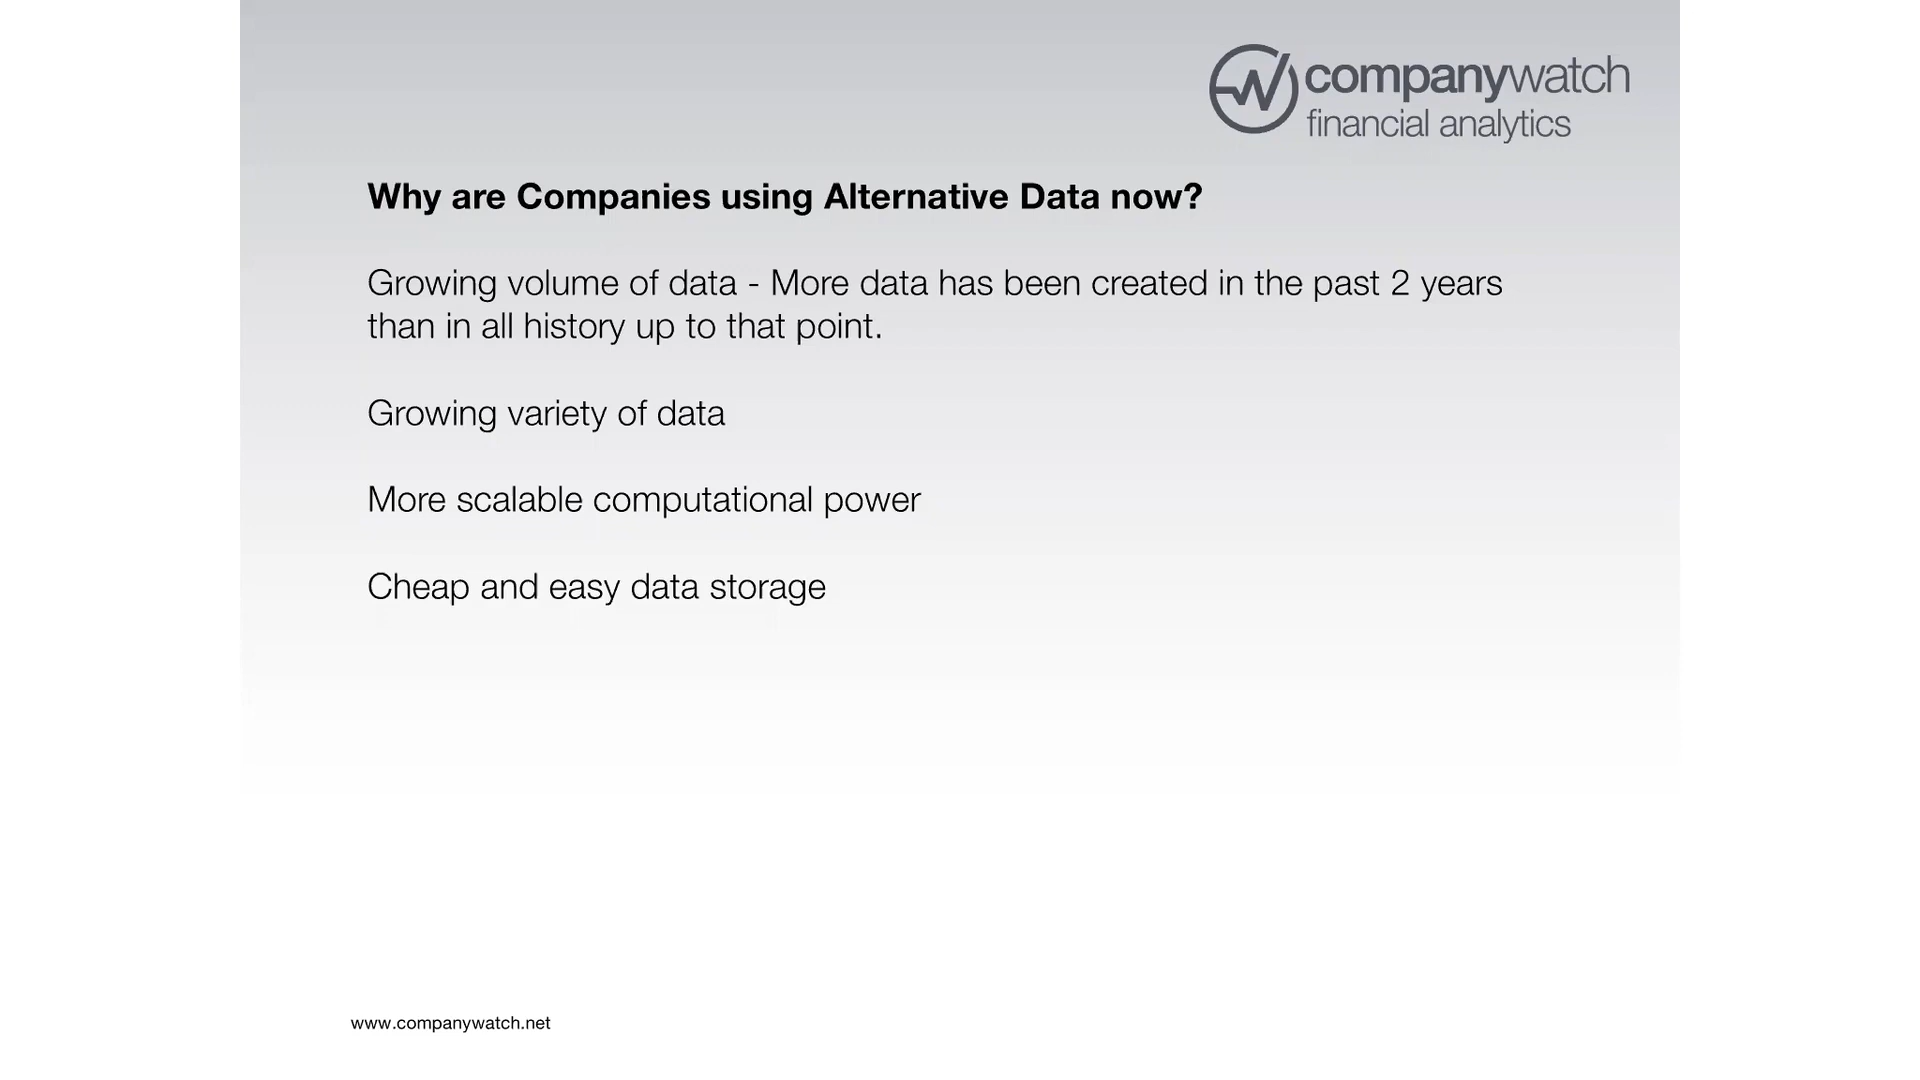 companywatch
financial analytics
Why are Companies using Alternative Data now?
Growing volume of data - More data has been created in the past 2 years
than in all history up to that point.
Growing variety of data
More scalable computational power
Cheap and easy data storage
www.companywatch.net